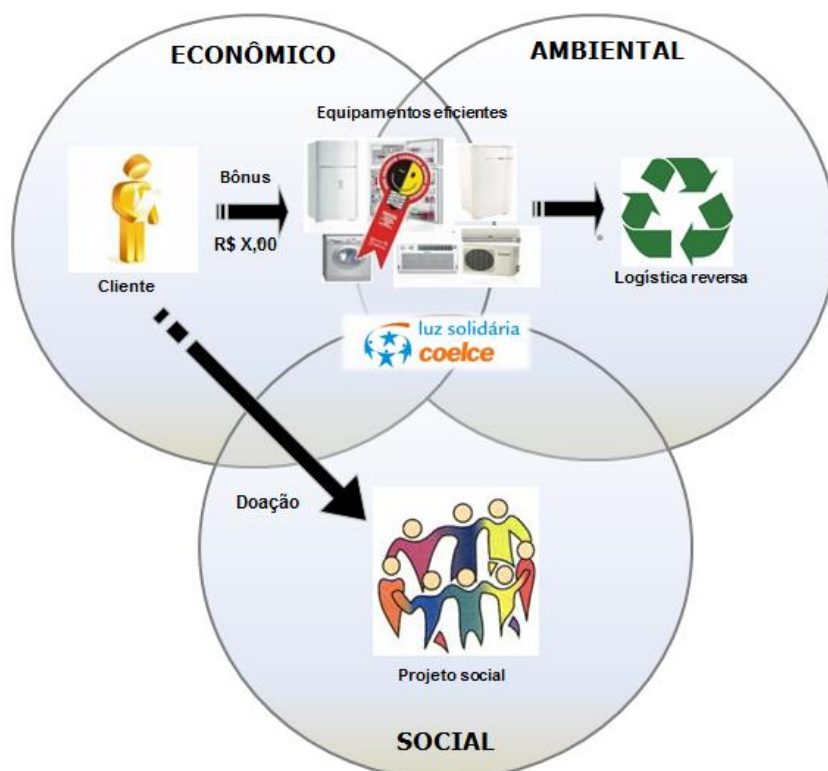 ECONÔMICO
AMBIENTAL
Equipamentos eficientes
Bônus
R$ X,00
Cliente
Logística reversa
luz solidária
coelce
Doação
Projeto social
SOCIAL